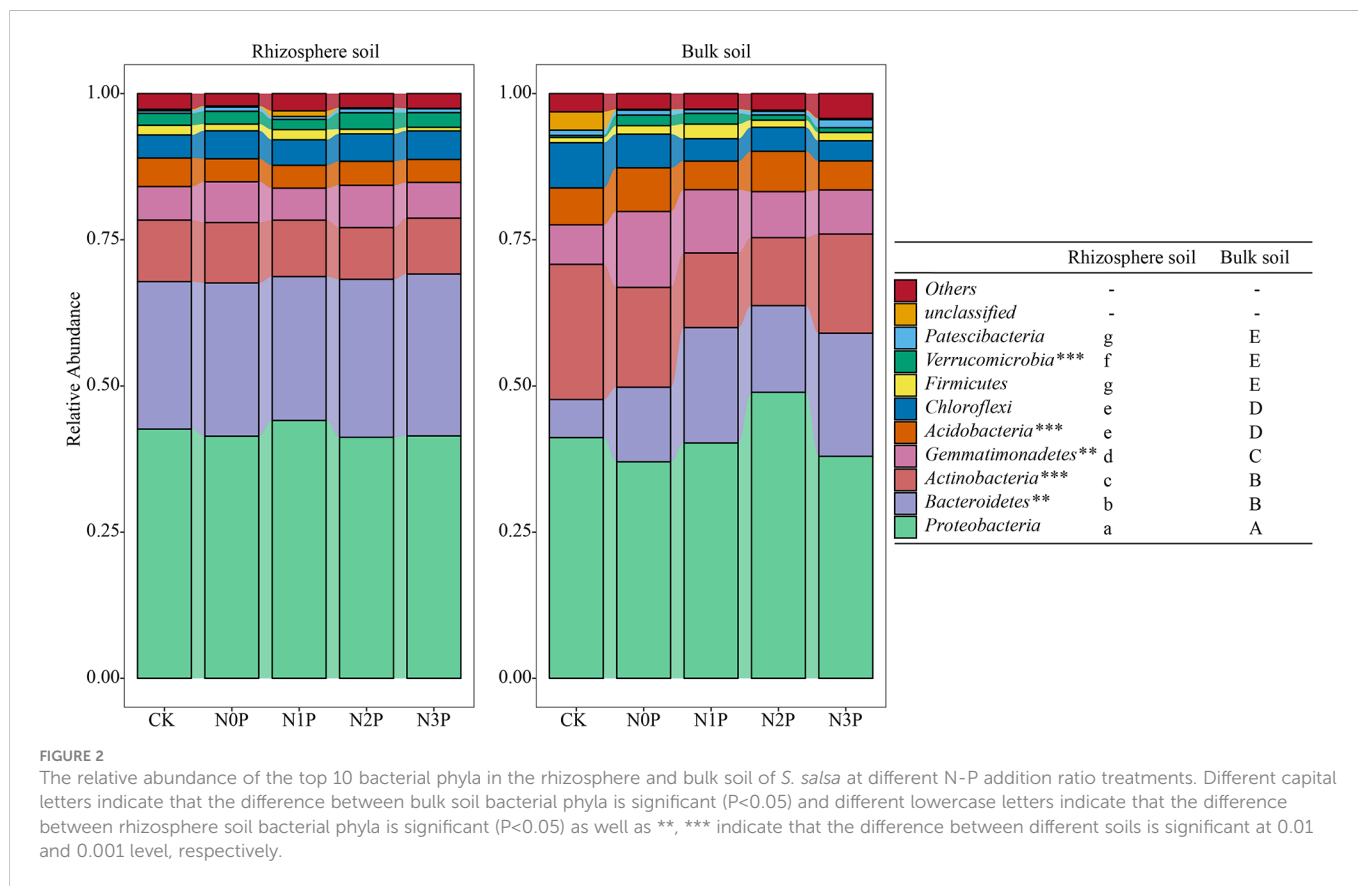 Rhizosphere soil
Bulk soil
Relative Abundance
1.00
0.75
0.50
0.25
0.00
CK N0P N1P N2P N3P
1.00
0.75
0.50
0.25
0.00
CK N0P N1P N2P N3P
Rhizosphere soil Bulk soil
Others - -
unclassified - -
Patescibacteria g E
Verrucomicrobia*** f E
Firmicutes g E
Chloroflexi e D
Acidobacteria*** e D
Gemmatimonadetes** d C
Actinobacteria*** c B
Bacteroidetes** b B
Proteobacteria a A
FIGURE 2
The relative abundance of the top 10 bacterial phyla in the rhizosphere and bulk soil of S. salsa at different N-P addition ratio treatments. Different capital
letters indicate that the difference between bulk soil bacterial phyla is significant (P<0.05) and different lowercase letters indicate that the difference
between rhizosphere soil bacterial phyla is significant (P<0.05) as well as **, *** indicate that the difference between different soils is significant at 0.01
and 0.001 level, respectively.